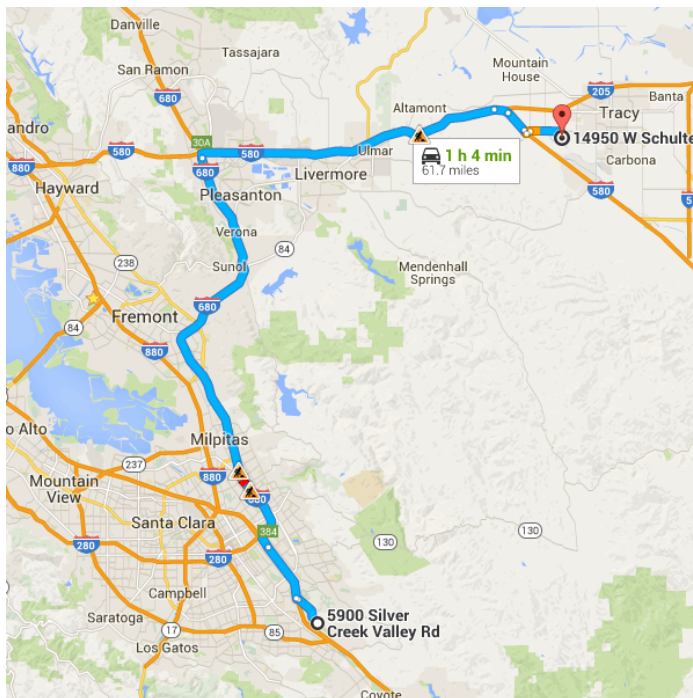 Danville
Tassajara
Mountain
House
San Ramon
680
205
Banta
Altamont
Tracy
andro
30A
14950 W Schulte
880
580
Ulmar
1 h 4 min
61.7 miles
Carbona
Hayward
680
Livermore
580
5
Pleasanton
Verona
84
238
Sunol
Mendenhall
Springs
680
84
Fremont
880
o Alto
Milpitas
237
880
680
Mountain
View
Santa Clara
384
130
130
280
280
Campbell
5900 Silver
Creek Valley Rd
Saratoga
17
85
Los Gatos
Coyote